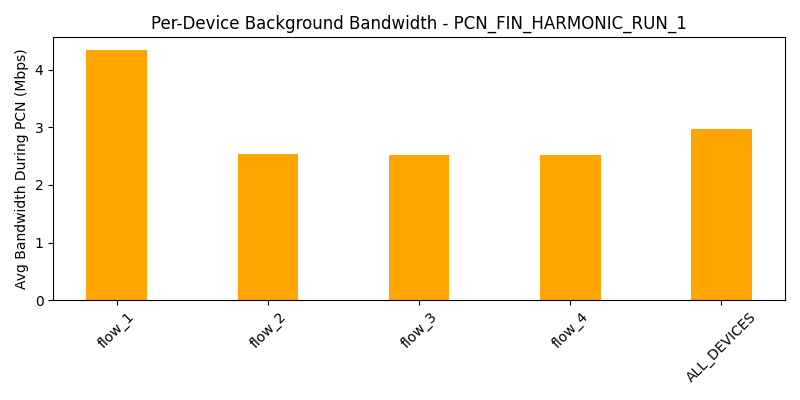 Per-Device Background Bandwidth - PCN_FIN_HARMONIC_RUN_1
Avg Bandwidth During PCN (Mbps)
4
3
2
1
0
flow_1
flow_2
flow_3
flow_4
ALL_DEVICES